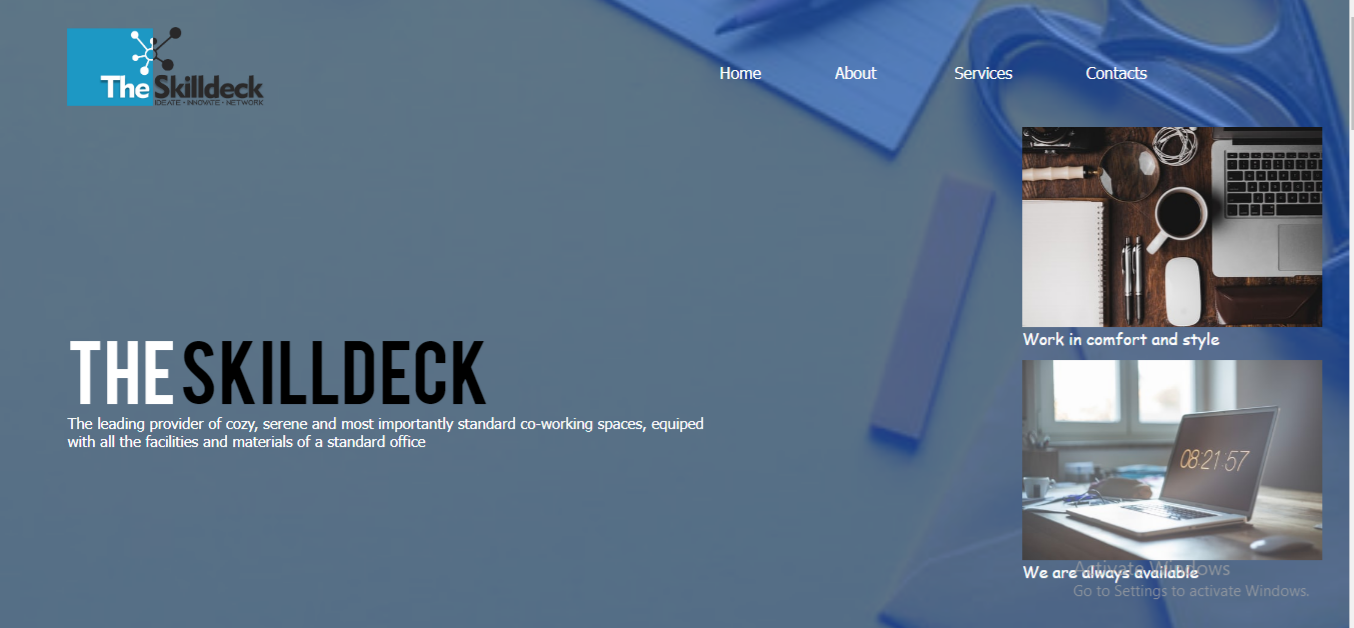 The Skilldeck
IDEATE • INNOVATE • NETWORK
Home
About
Services
Contacts
Work in comfort and style
THE SKILLDECK
The leading provider of cozy, serene and most importantly standard co-working spaces, equiped
with all the facilities and materials of a standard office
08:21:57
We are always available
Activate Windows
Go to Settings to activate Windows.